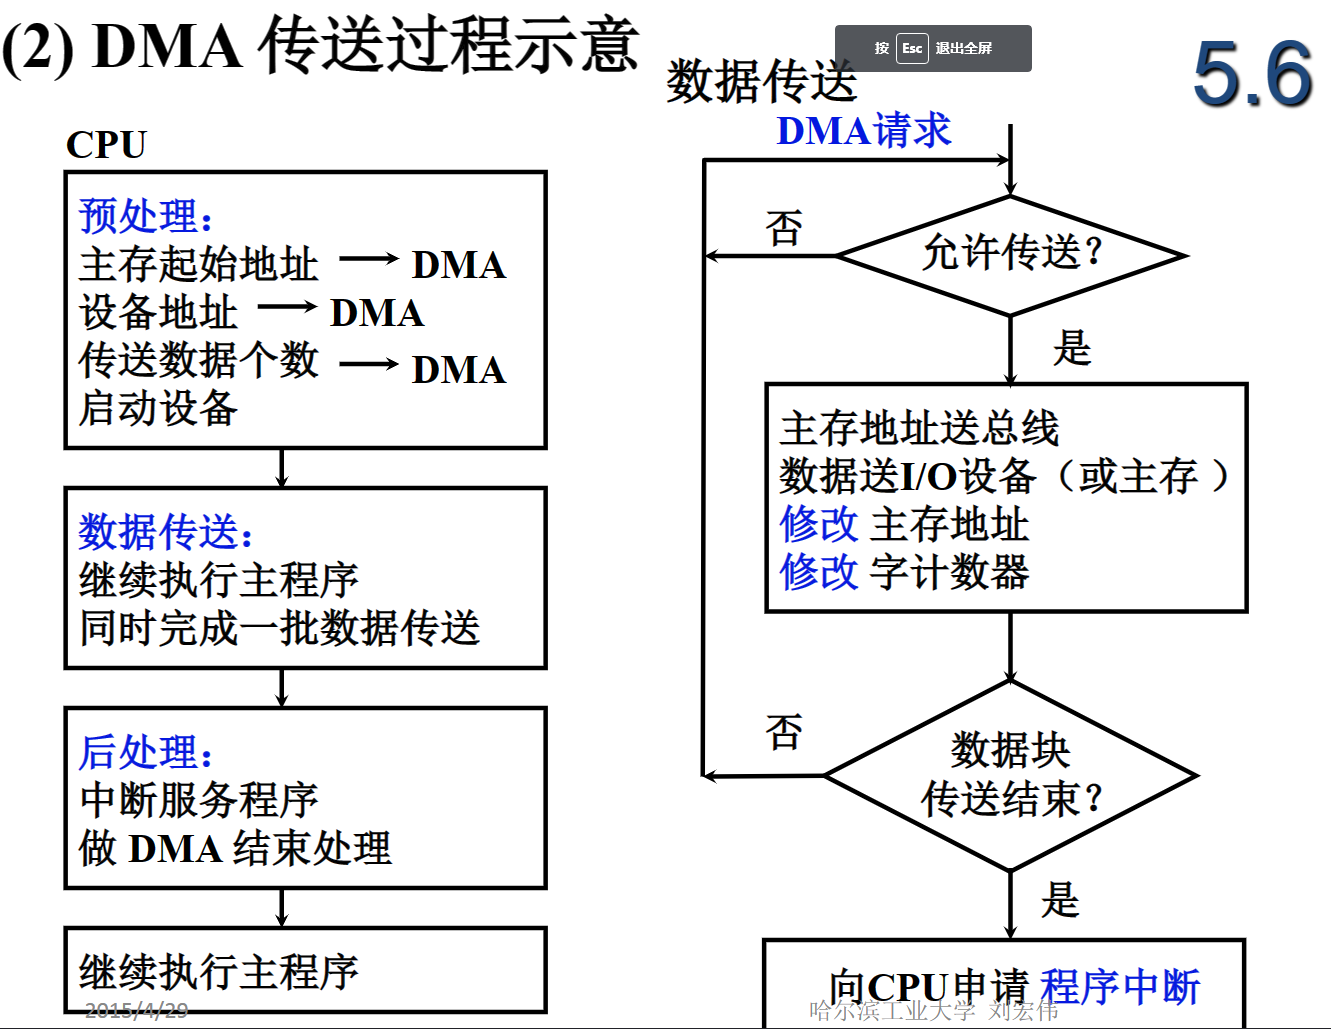 (2) DMA 传送过程示意
按 Esc 退出全屏
5.6
CPU
预处理：
主存起始地址 → DMA
设备地址 → DMA
传送数据个数 → DMA
启动设备
数据传送：
继续执行主程序
同时完成一批数据传送
后处理：
中断服务程序
做 DMA 结束处理
继续执行主程序
2015/4/29
数据传送
DMA请求
允许传送？
否
是
主存地址送总线
数据送I/O设备（或主存 ）
修改 主存地址
修改 字计数器
数据块
传送结束？
否
是
向CPU申请 程序中断
哈尔滨工业大学 刘宏伟